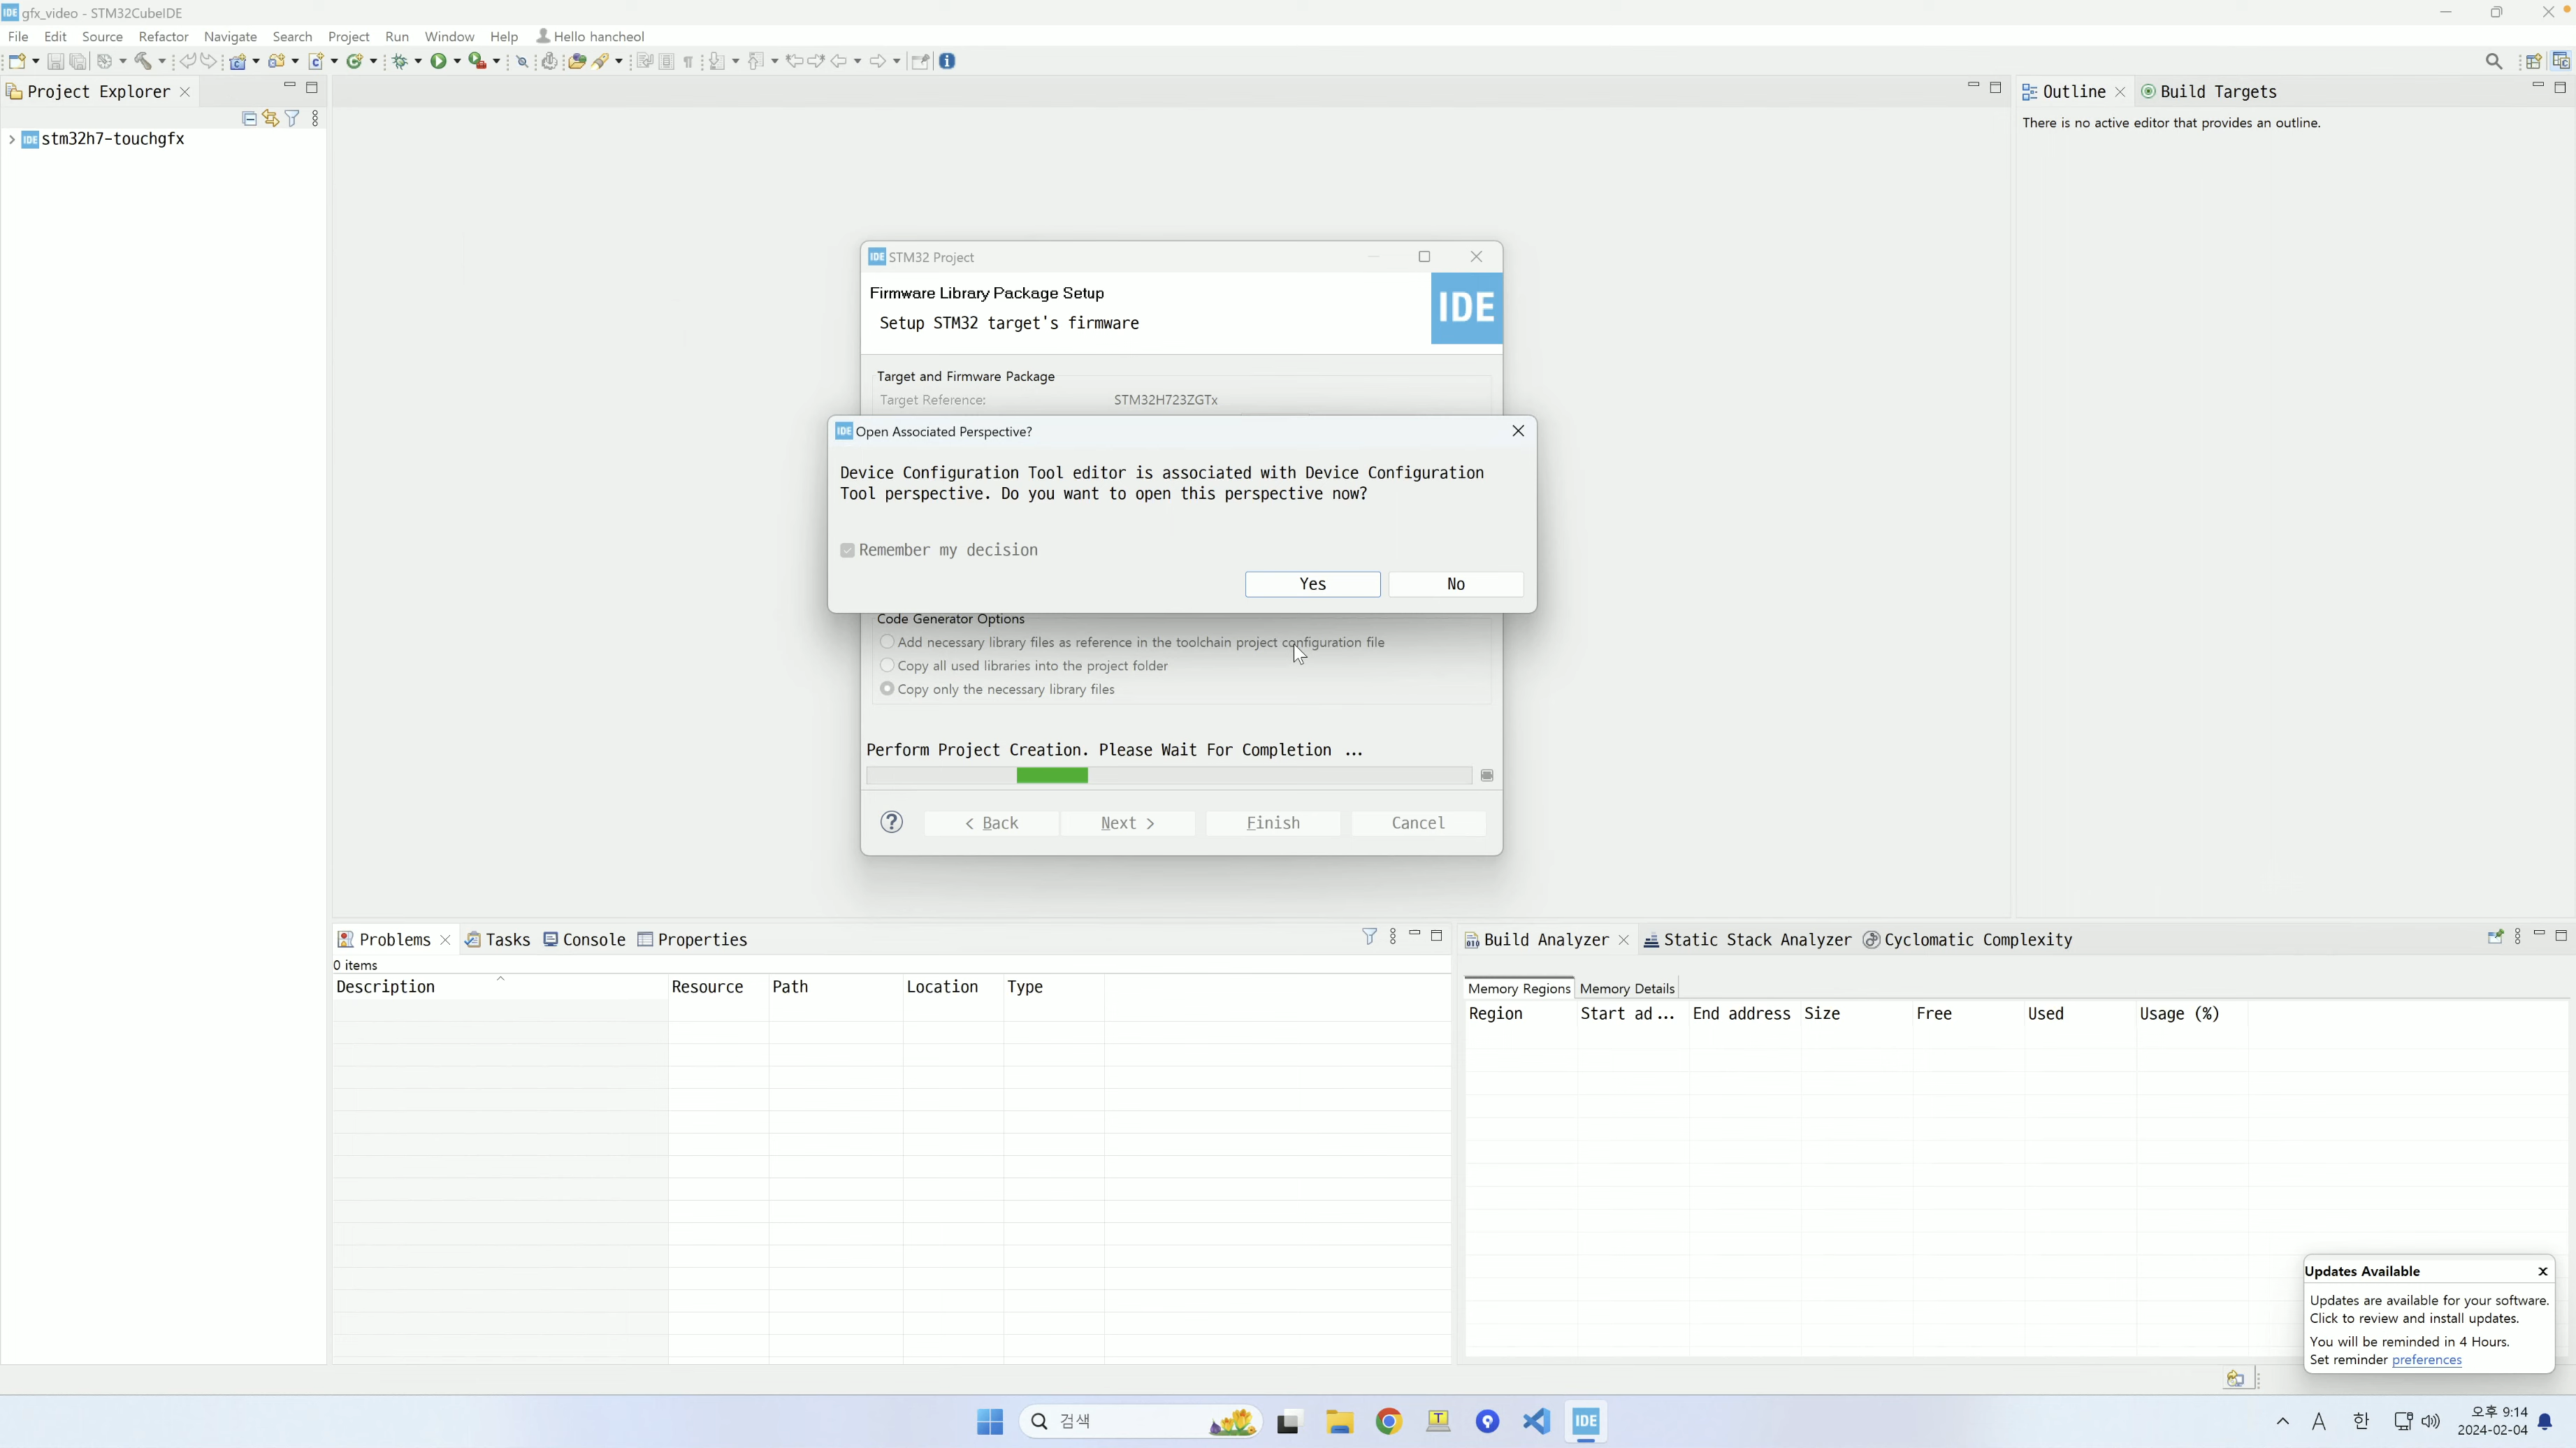 IDE gfx_video - STM32CubeIDE
File Edit Source Refactor Navigate Search Project Run Window Help Hello hancheol
Project Explorer
IDE stm32h7-touchgfx
Outline Build Targets
There is no active editor that provides an outline.
IDE STM32 Project
Firmware Library Package Setup
Setup STM32 target's firmware
IDE
Target and Firmware Package
Target Reference: STM32H723ZGTx
IDE Open Associated Perspective?
Device Configuration Tool editor is associated with Device Configuration
Tool perspective. Do you want to open this perspective now?
Remember my decision
Yes No
Code Generator Options
Add necessary library files as reference in the toolchain project configuration file
Copy all used libraries into the project folder
Copy only the necessary library files
Perform Project Creation. Please Wait For Completion ...
< Back Next > Finish Cancel
Problems Tasks Console Properties
0 items
Description Resource Path Location Type
Build Analyzer Static Stack Analyzer Cyclomatic Complexity
Memory Regions Memory Details
Region Start ad... End address Size Free Used Usage (%)
Updates Available
Updates are available for your software.
Click to review and install updates.
You will be reminded in 4 Hours.
Set reminder preferences
검색
IDE
A 한
오후 9:14
2024-02-04